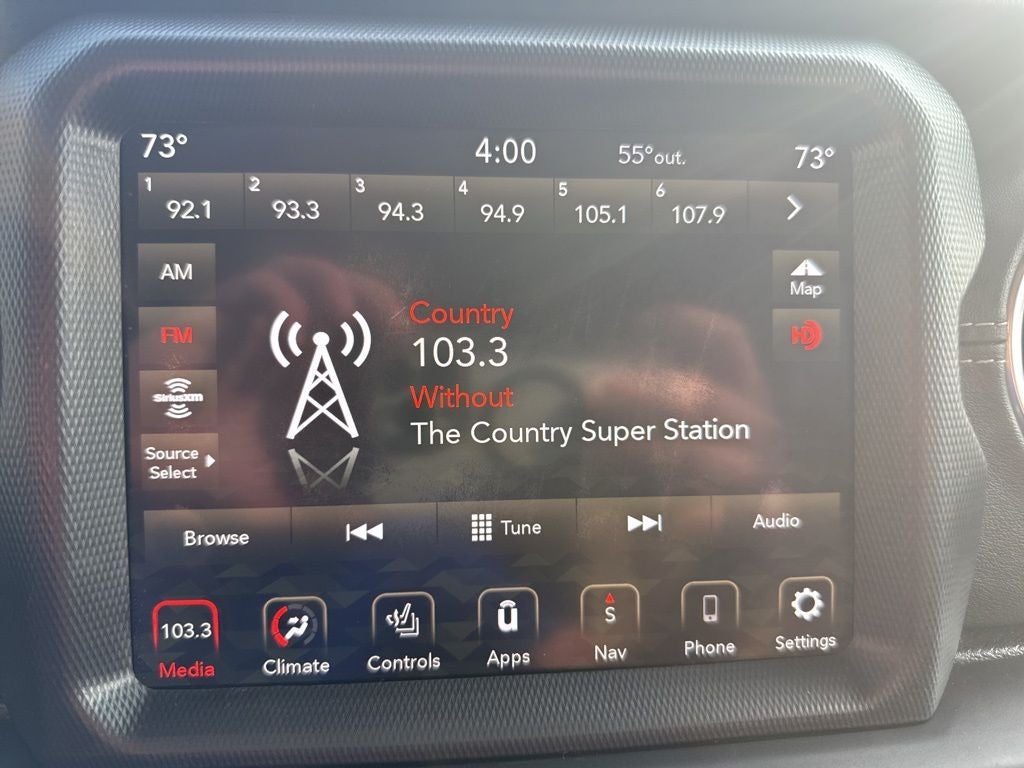 73° 4:00 55°out. 73°
1 2 3 4 5 6
92.1 93.3 94.3 94.9 105.1 107.9
AM
Map
Country
FM
HD
103.3
SiriusXM
Without
The Country Super Station
Source
Select
Browse Tune Audio
103.3 S
Media Climate Controls Apps Nav Phone Settings